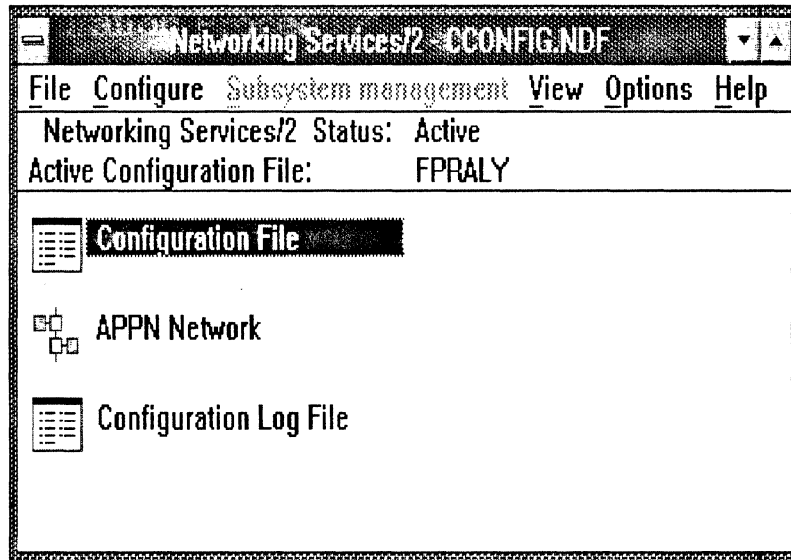 Networking Services/2 - CCONFIG.NDF
File Configure Subsystem management View Options Help
Networking Services/2 Status: Active
Active Configuration File: FPRALY
Configuration File
APPN Network
Configuration Log File